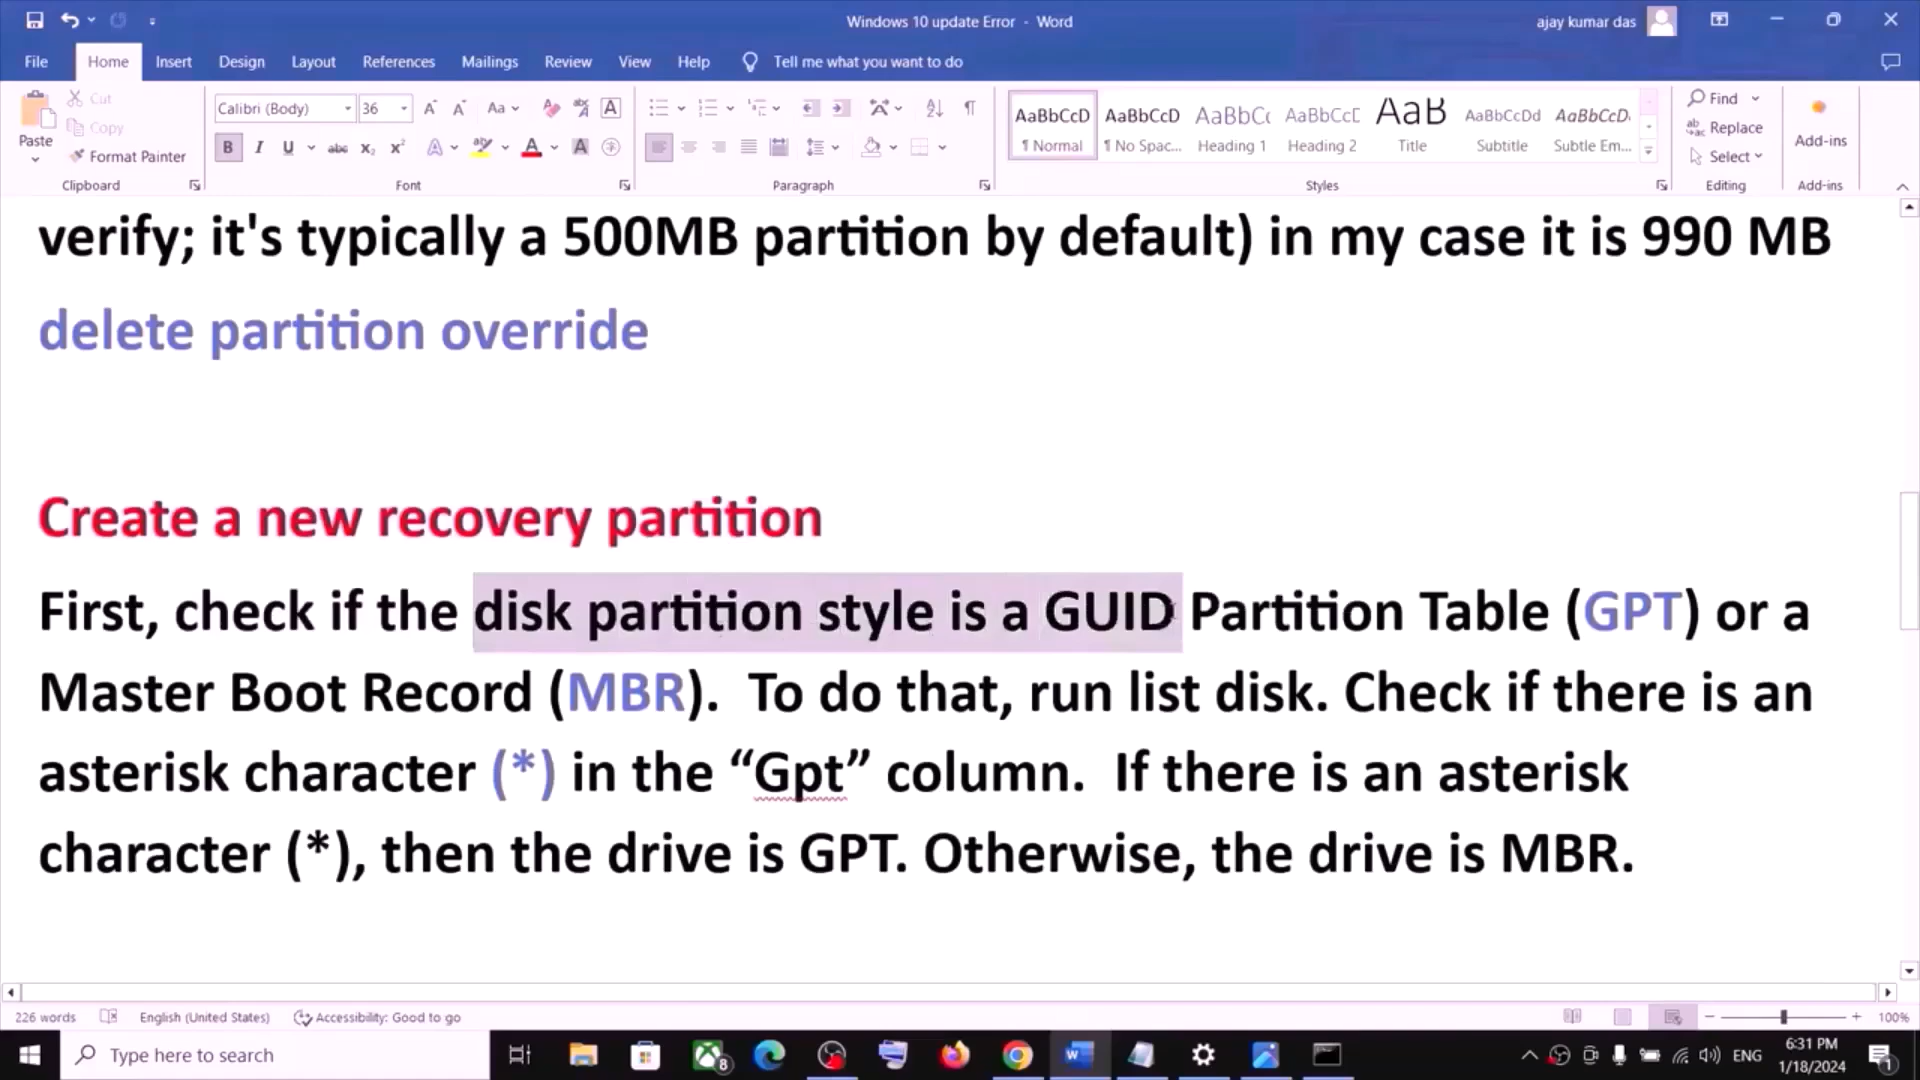 Windows 10 update Error - Word
ajay kumar das
File Home Insert Design Layout References Mailings Review View Help Tell me what you want to do
Paste
Cut
Copy
Format Painter
Clipboard
Calibri (Body) 36
Font
Paragraph
AaBbCcD AaBbCcD AaBbCc AaBbCcE AaB AaBbCcDd AaBbCcD.
¶ Normal ¶ No Spac... Heading 1 Heading 2 Title Subtitle Subtle Em...
Styles
Find
Replace
Select
Editing
Add-ins
Add-ins
verify; it's typically a 500MB partition by default) in my case it is 990 MB
delete partition override
Create a new recovery partition
First, check if the disk partition style is a GUID Partition Table (GPT) or a
Master Boot Record (MBR).  To do that, run list disk. Check if there is an
asterisk character (*) in the “Gpt” column.  If there is an asterisk
character (*), then the drive is GPT. Otherwise, the drive is MBR.
226 words English (United States) Accessibility: Good to go 100%
Type here to search
8
ENG
6:31 PM
1/18/2024
1